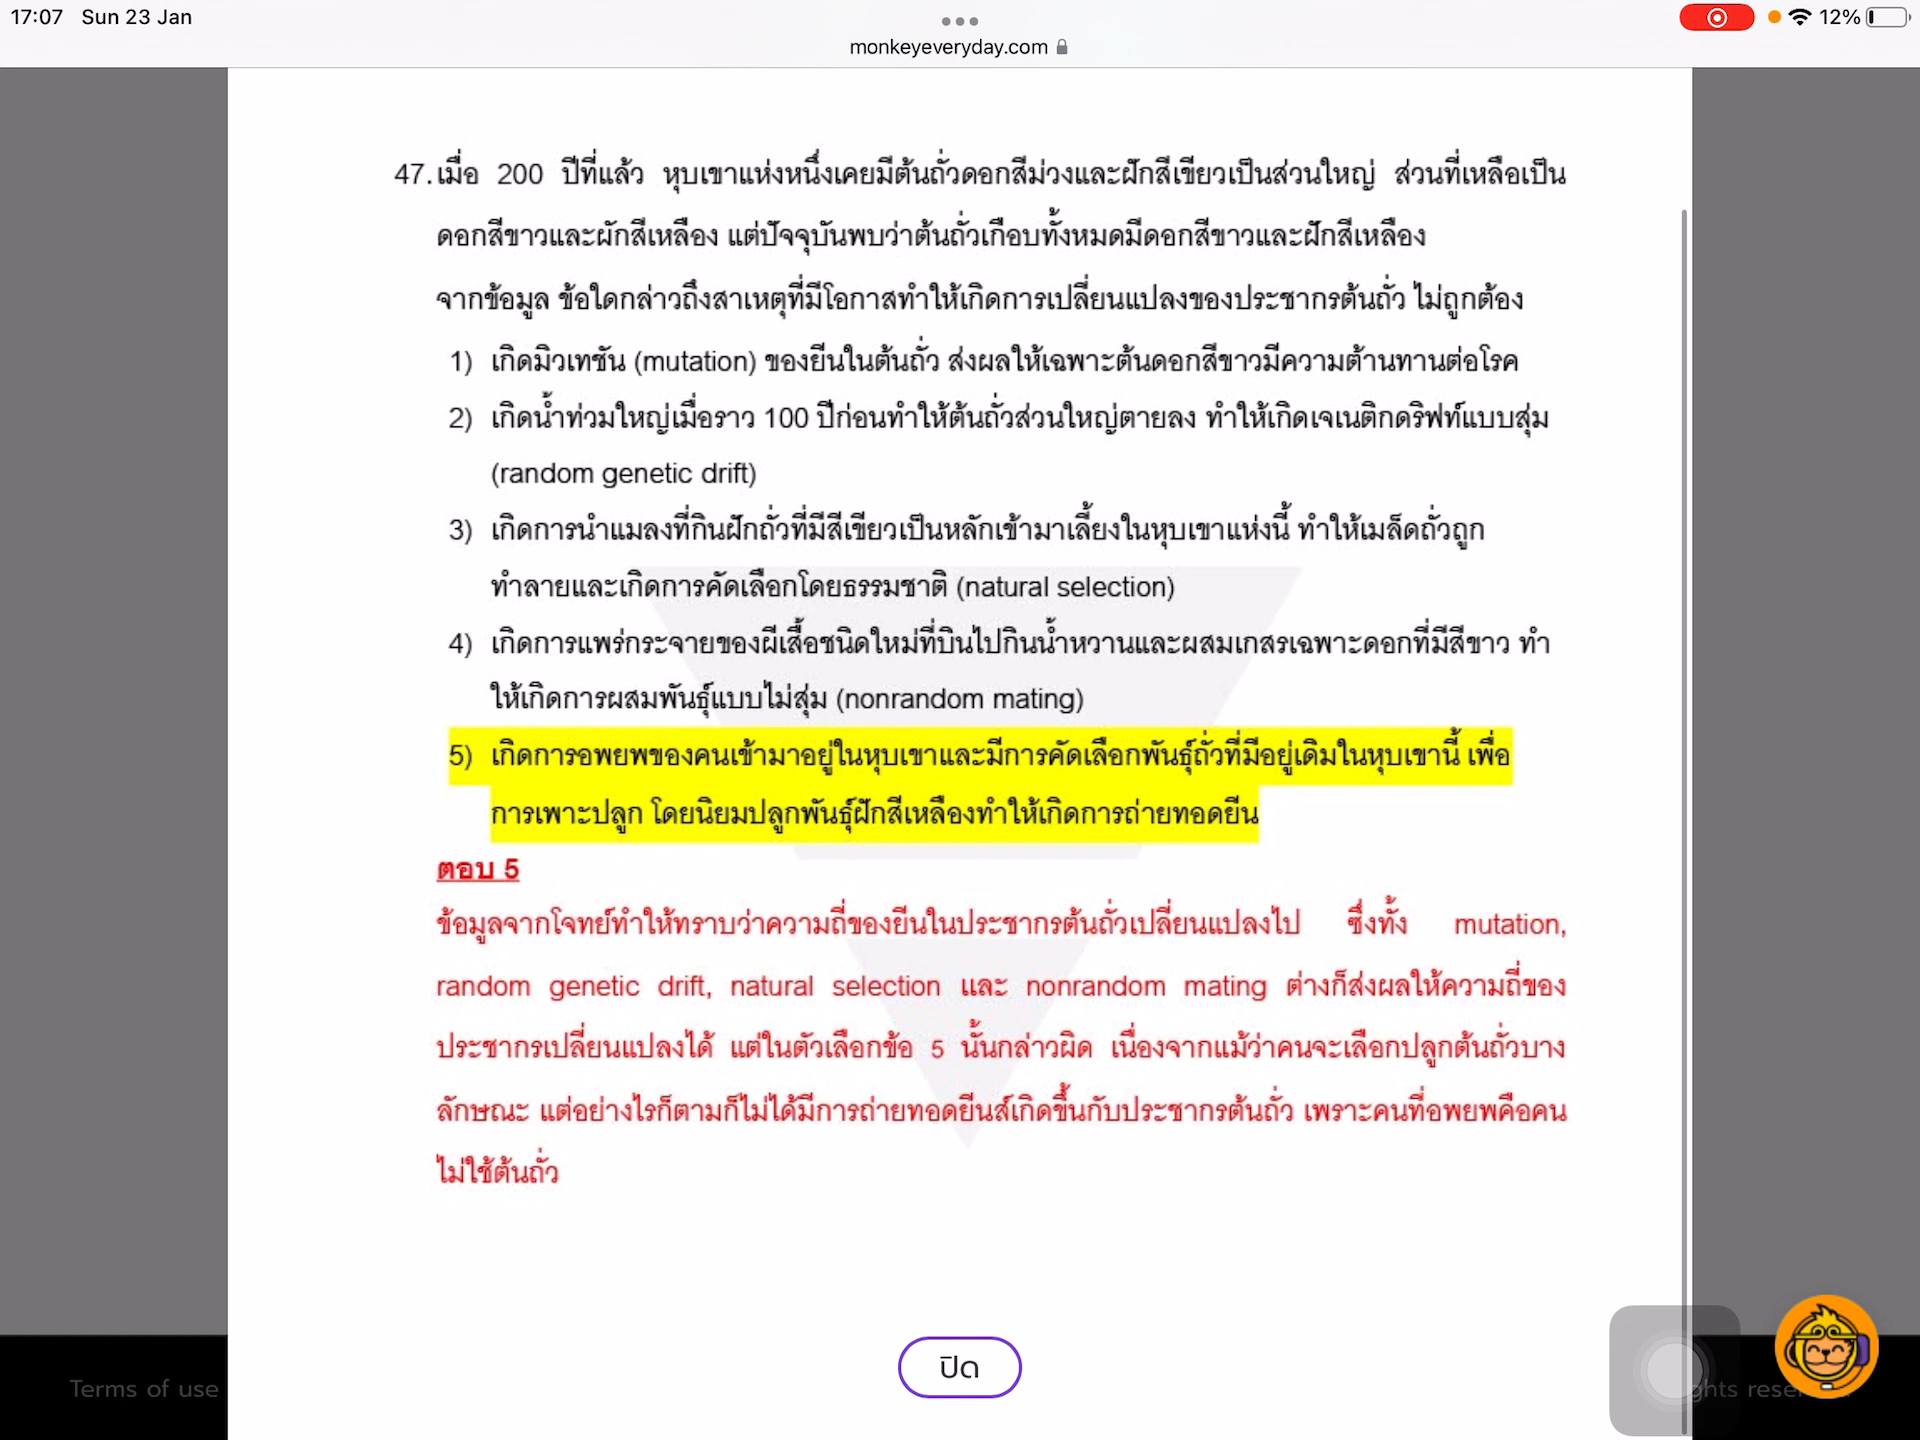 17:07 Sun 23 Jan
12%
monkeyeveryday.com
47. เมื่อ 200 ปีที่แล้ว หุบเขาแห่งหนึ่งเคยมีต้นถั่วดอกสีม่วงและฝักสีเขียวเป็นส่วนใหญ่ ส่วนที่เหลือเป็น
ดอกสีขาวและผักสีเหลือง แต่ปัจจุบันพบว่าต้นถั่วเกือบทั้งหมดมีดอกสีขาวและฝักสีเหลือง
จากข้อมูล ข้อใดกล่าวถึงสาเหตุที่มีโอกาสทำให้เกิดการเปลี่ยนแปลงของประชากรต้นถั่ว ไม่ถูกต้อง
1) เกิดมิวเทชัน (mutation) ของยีนในต้นถั่ว ส่งผลให้เฉพาะต้นดอกสีขาวมีความต้านทานต่อโรค
2) เกิดน้ำท่วมใหญ่เมื่อราว 100 ปีก่อนทำให้ต้นถั่วส่วนใหญ่ตายลง ทำให้เกิดเจเนติกดริฟท์แบบสุ่ม
(random genetic drift)
3) เกิดการนำแมลงที่กินฝักถั่วที่มีสีเขียวเป็นหลักเข้ามาเลี้ยงในหุบเขาแห่งนี้ ทำให้เมล็ดถั่วถูก
ทำลายและเกิดการคัดเลือกโดยธรรมชาติ (natural selection)
4) เกิดการแพร่กระจายของผีเสื้อชนิดใหม่ที่บินไปกินน้ำหวานและผสมเกสรเฉพาะดอกที่มีสีขาว ทำ
ให้เกิดการผสมพันธุ์แบบไม่สุ่ม (nonrandom mating)
5) เกิดการอพยพของคนเข้ามาอยู่ในหุบเขาและมีการคัดเลือกพันธุ์ถั่วที่มีอยู่เดิมในหุบเขานี้ เพื่อ
การเพาะปลูก โดยนิยมปลูกพันธุ์ฝักสีเหลืองทำให้เกิดการถ่ายทอดยีน
ตอบ 5
ข้อมูลจากโจทย์ทำให้ทราบว่าความถี่ของยีนในประชากรต้นถั่วเปลี่ยนแปลงไป ซึ่งทั้ง mutation,
random genetic drift, natural selection และ nonrandom mating ต่างก็ส่งผลให้ความถี่ของ
ประชากรเปลี่ยนแปลงได้ แต่ในตัวเลือกข้อ 5 นั้นกล่าวผิด เนื่องจากแม้ว่าคนจะเลือกปลูกต้นถั่วบาง
ลักษณะ แต่อย่างไรก็ตามก็ไม่ได้มีการถ่ายทอดยีนส์เกิดขึ้นกับประชากรต้นถั่ว เพราะคนที่อพยพคือคน
ไม่ใช้ต้นถั่ว
ปิด
Terms of use